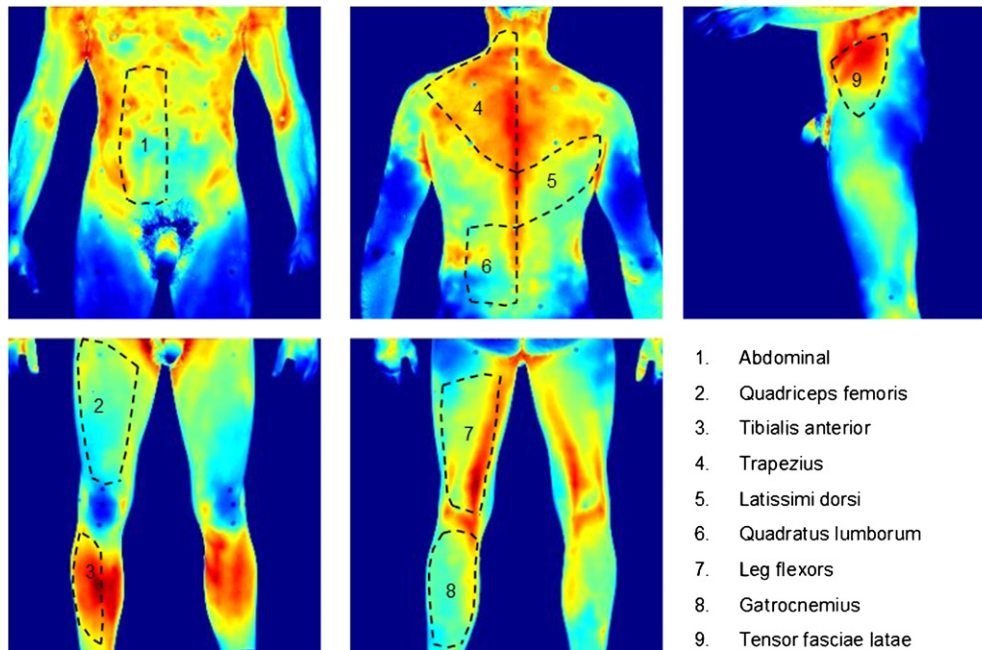 1
4
5
6
9
2
3
7
8
1. Abdominal
2. Quadriceps femoris
3. Tibialis anterior
4. Trapezius
5. Latissimi dorsi
6. Quadratus lumborum
7. Leg flexors
8. Gatrocnemius
9. Tensor fasciae latae